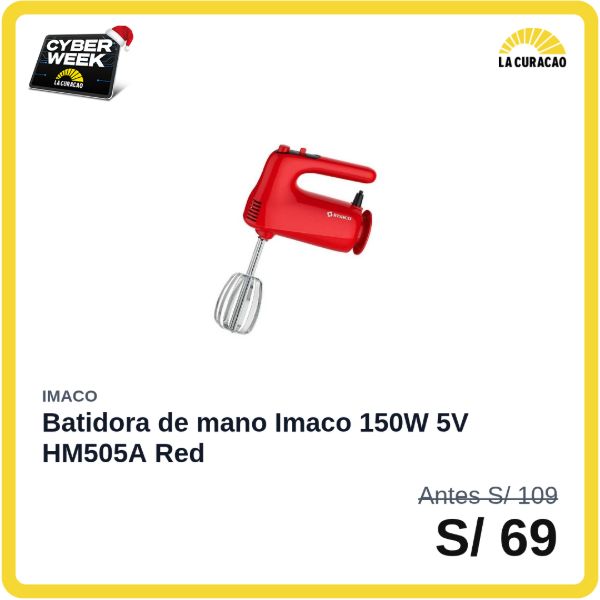 CYBER
WEEK
LA CURACAO
LA CURACAO
IMACO
IMACO
Batidora de mano Imaco 150W 5V
HM505A Red
Antes S/ 109
S/ 69